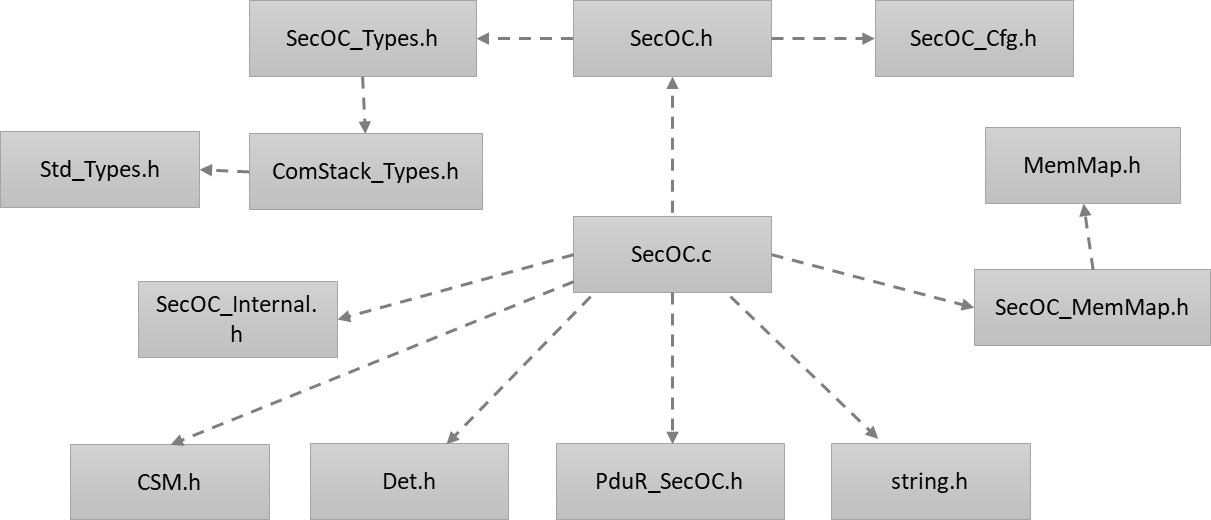 SecOC_Types.h
SecOC.h
SecOC_Cfg.h
Std_Types.h
ComStack_Types.h
MemMap.h
SecOC.c
SecOC_Internal.
h
SecOC_MemMap.h
CSM.h
Det.h
PduR_SecOC.h
string.h